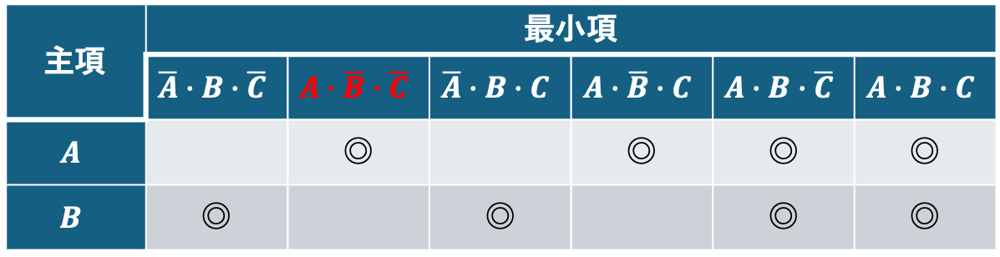 主項 最小項
A̅ · B · C̅ A · B̅ · C̅ A̅ · B · C A · B̅ · C A · B · C̅ A · B · C
A ◎ ◎ ◎ ◎
B ◎ ◎ ◎ ◎